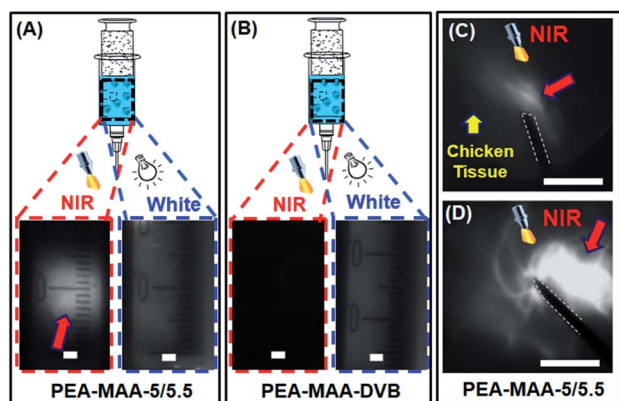 (A)
NIR
White
PEA-MAA-5/5.5
(B)
NIR
White
PEA-MAA-DVB
(C)
NIR
Chicken
Tissue
(D)
NIR
PEA-MAA-5/5.5